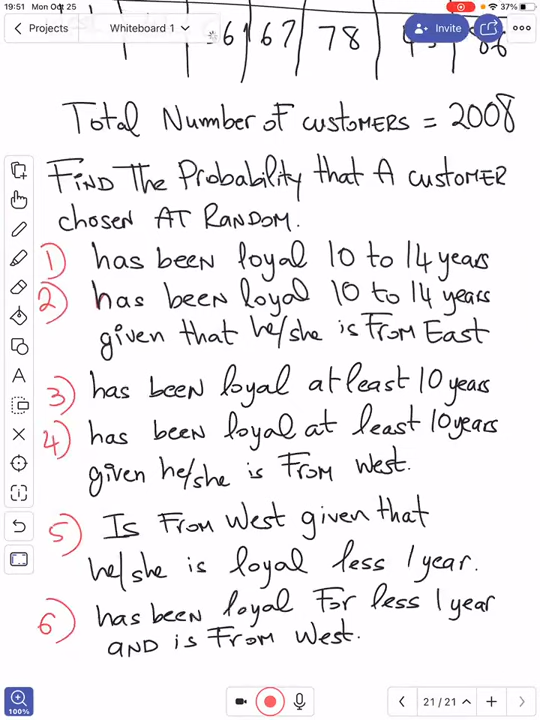 19:51 Mon Oct 25
37%
Projects
Whiteboard 1
Invite
67 78
Total Number of customers = 2008
Find The Probability that A customer
chosen At Random.
1) has been loyal 10 to 14 years
2) has been loyal 10 to 14 years
given that he/she is From East
3) has been loyal at least 10 years
4) has been loyal at least 10 years
given he/she is From West.
5) Is From West given that
he/she is loyal less 1 year.
6) has been loyal For less 1 year
AND is From West.
A
100%
21/21